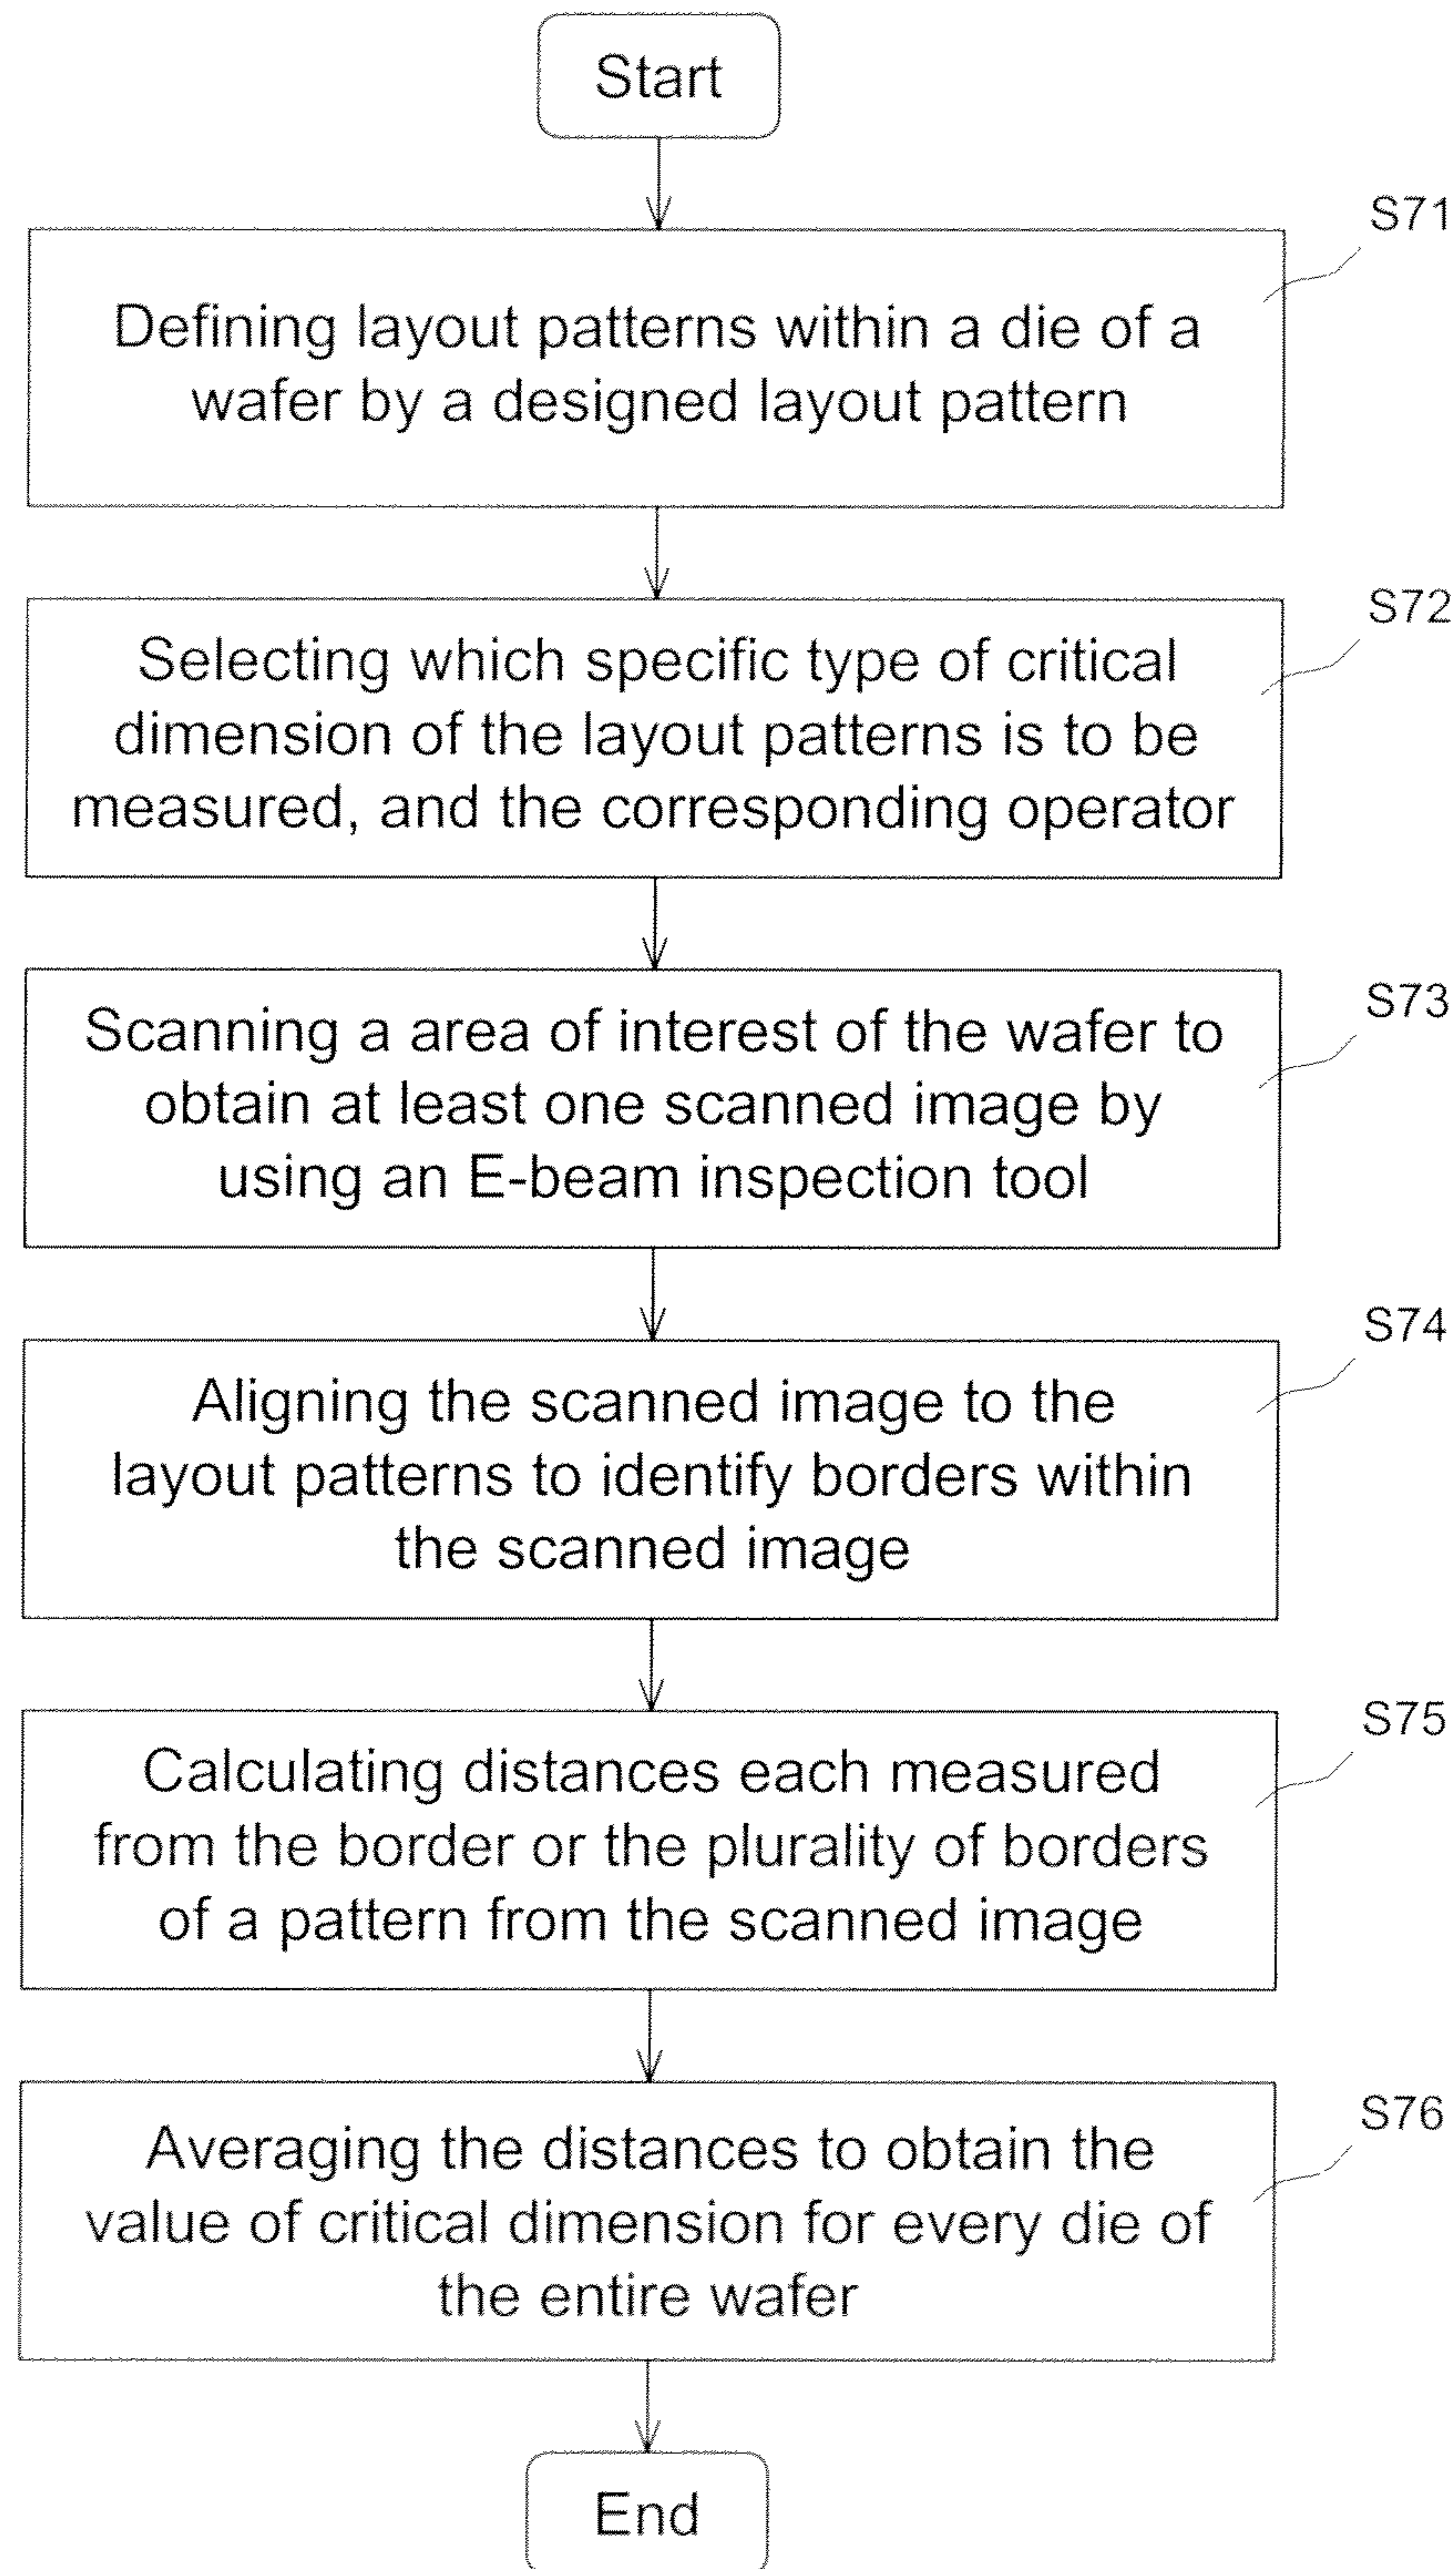 Start
S71
Defining layout patterns within a die of a
wafer by a designed layout pattern
S72
Selecting which specific type of critical
dimension of the layout patterns is to be
measured, and the corresponding operator
S73
Scanning a area of interest of the wafer to
obtain at least one scanned image by
using an E-beam inspection tool
S74
Aligning the scanned image to the
layout patterns to identify borders within
the scanned image
S75
Calculating distances each measured
from the border or the plurality of borders
of a pattern from the scanned image
S76
Averaging the distances to obtain the
value of critical dimension for every die of
the entire wafer
End